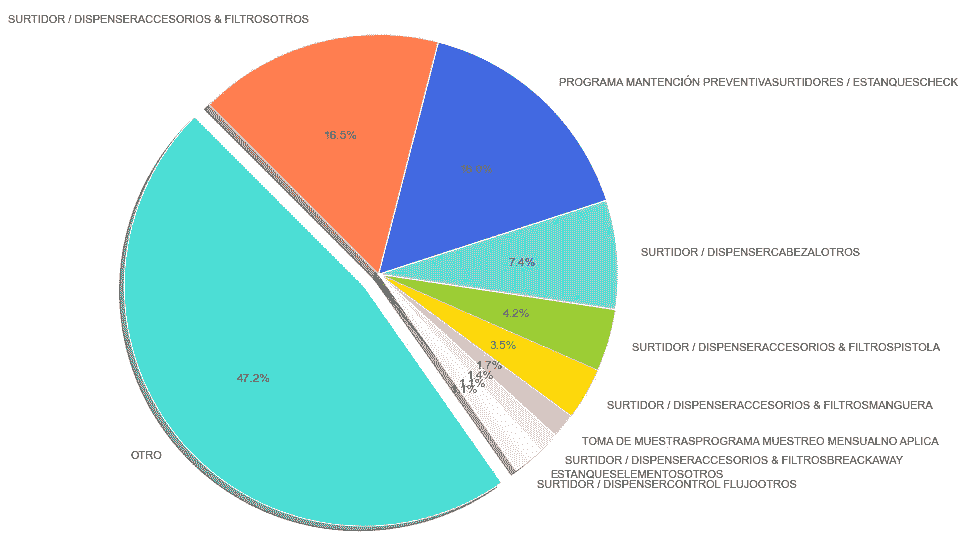 SURTIDOR / DISPENSERACCESORIOS & FILTROSOTROS
PROGRAMA MANTENCIÓN PREVENTIVASURTIDORES / ESTANQUESCHECK
16.5%
SURTIDOR / DISPENSERCABEZALOTROS
7.4%
4.2%
SURTIDOR / DISPENSERACCESORIOS & FILTROSPISTOLA
3.5%
1.7%
1.4%
47.2%
1.1%
SURTIDOR / DISPENSERACCESORIOS & FILTROSMANGUERA
TOMA DE MUESTRASPROGRAMA MUESTREO MENSUALNO APLICA
OTRO
SURTIDOR / DISPENSERACCESORIOS & FILTROSBREACKAWAY
ESTANQUESELEMENTOSOTROS
SURTIDOR / DISPENSERCONTROL FLUJOOTROS